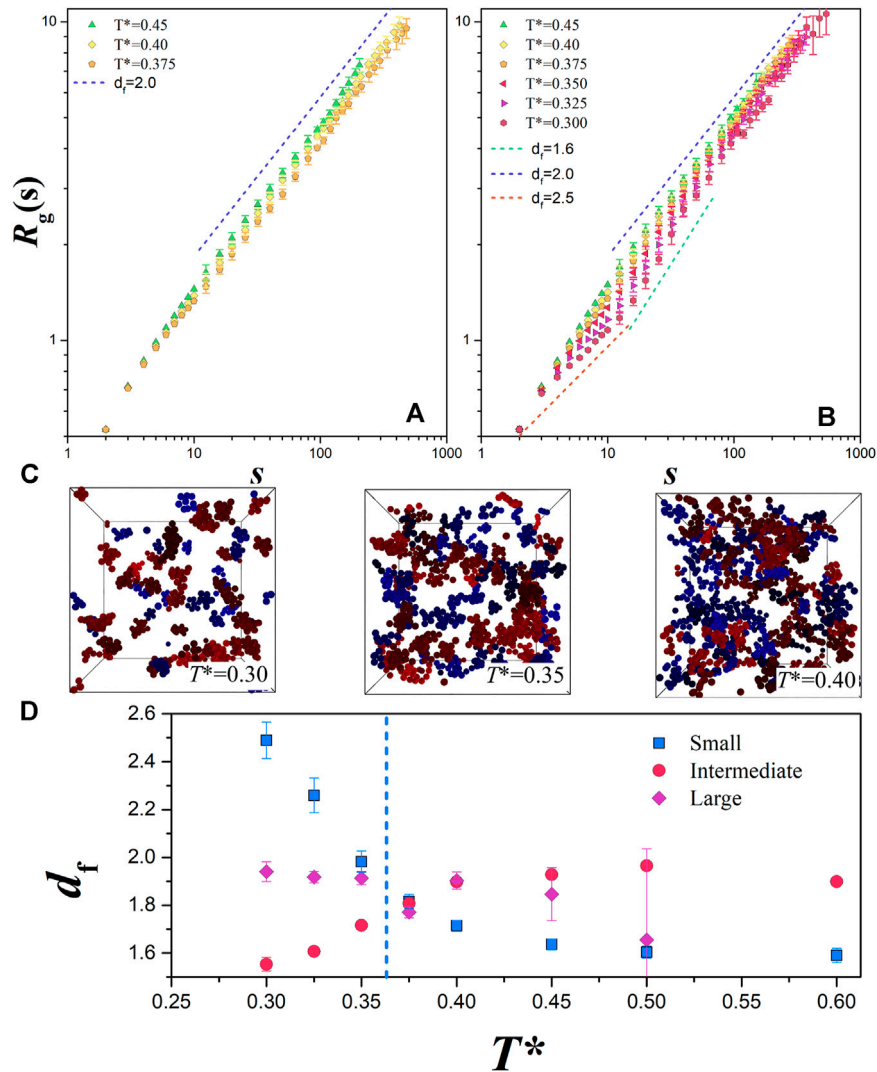 R_g(s)
10
1
T*=0.45
T*=0.40
T*=0.375
d_f=2.0
A
1 10 100 1000
10
1
T*=0.45
T*=0.40
T*=0.375
T*=0.350
T*=0.325
T*=0.300
d_f=1.6
d_f=2.0
d_f=2.5
B
1 10 100 1000
C
s s
T*=0.30
T*=0.35
T*=0.40
D
d_f
2.6
2.4
2.2
2.0
1.8
1.6
Small
Intermediate
Large
0.25 0.30 0.35 0.40 0.45 0.50 0.55 0.60
T*